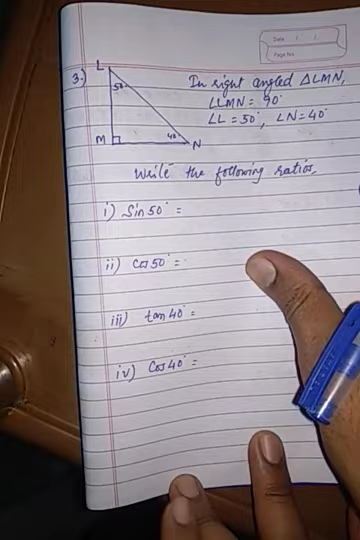 Date / /
Page No.
3.) L
In right angled △LMN,
50°
∠LMN = 90°
∠L = 50°, ∠N = 40°
M 40° N
Write the following ratios,
i) Sin 50° =
ii) Cos 50° =
iii) tan 40° =
iv) Cos 40° =